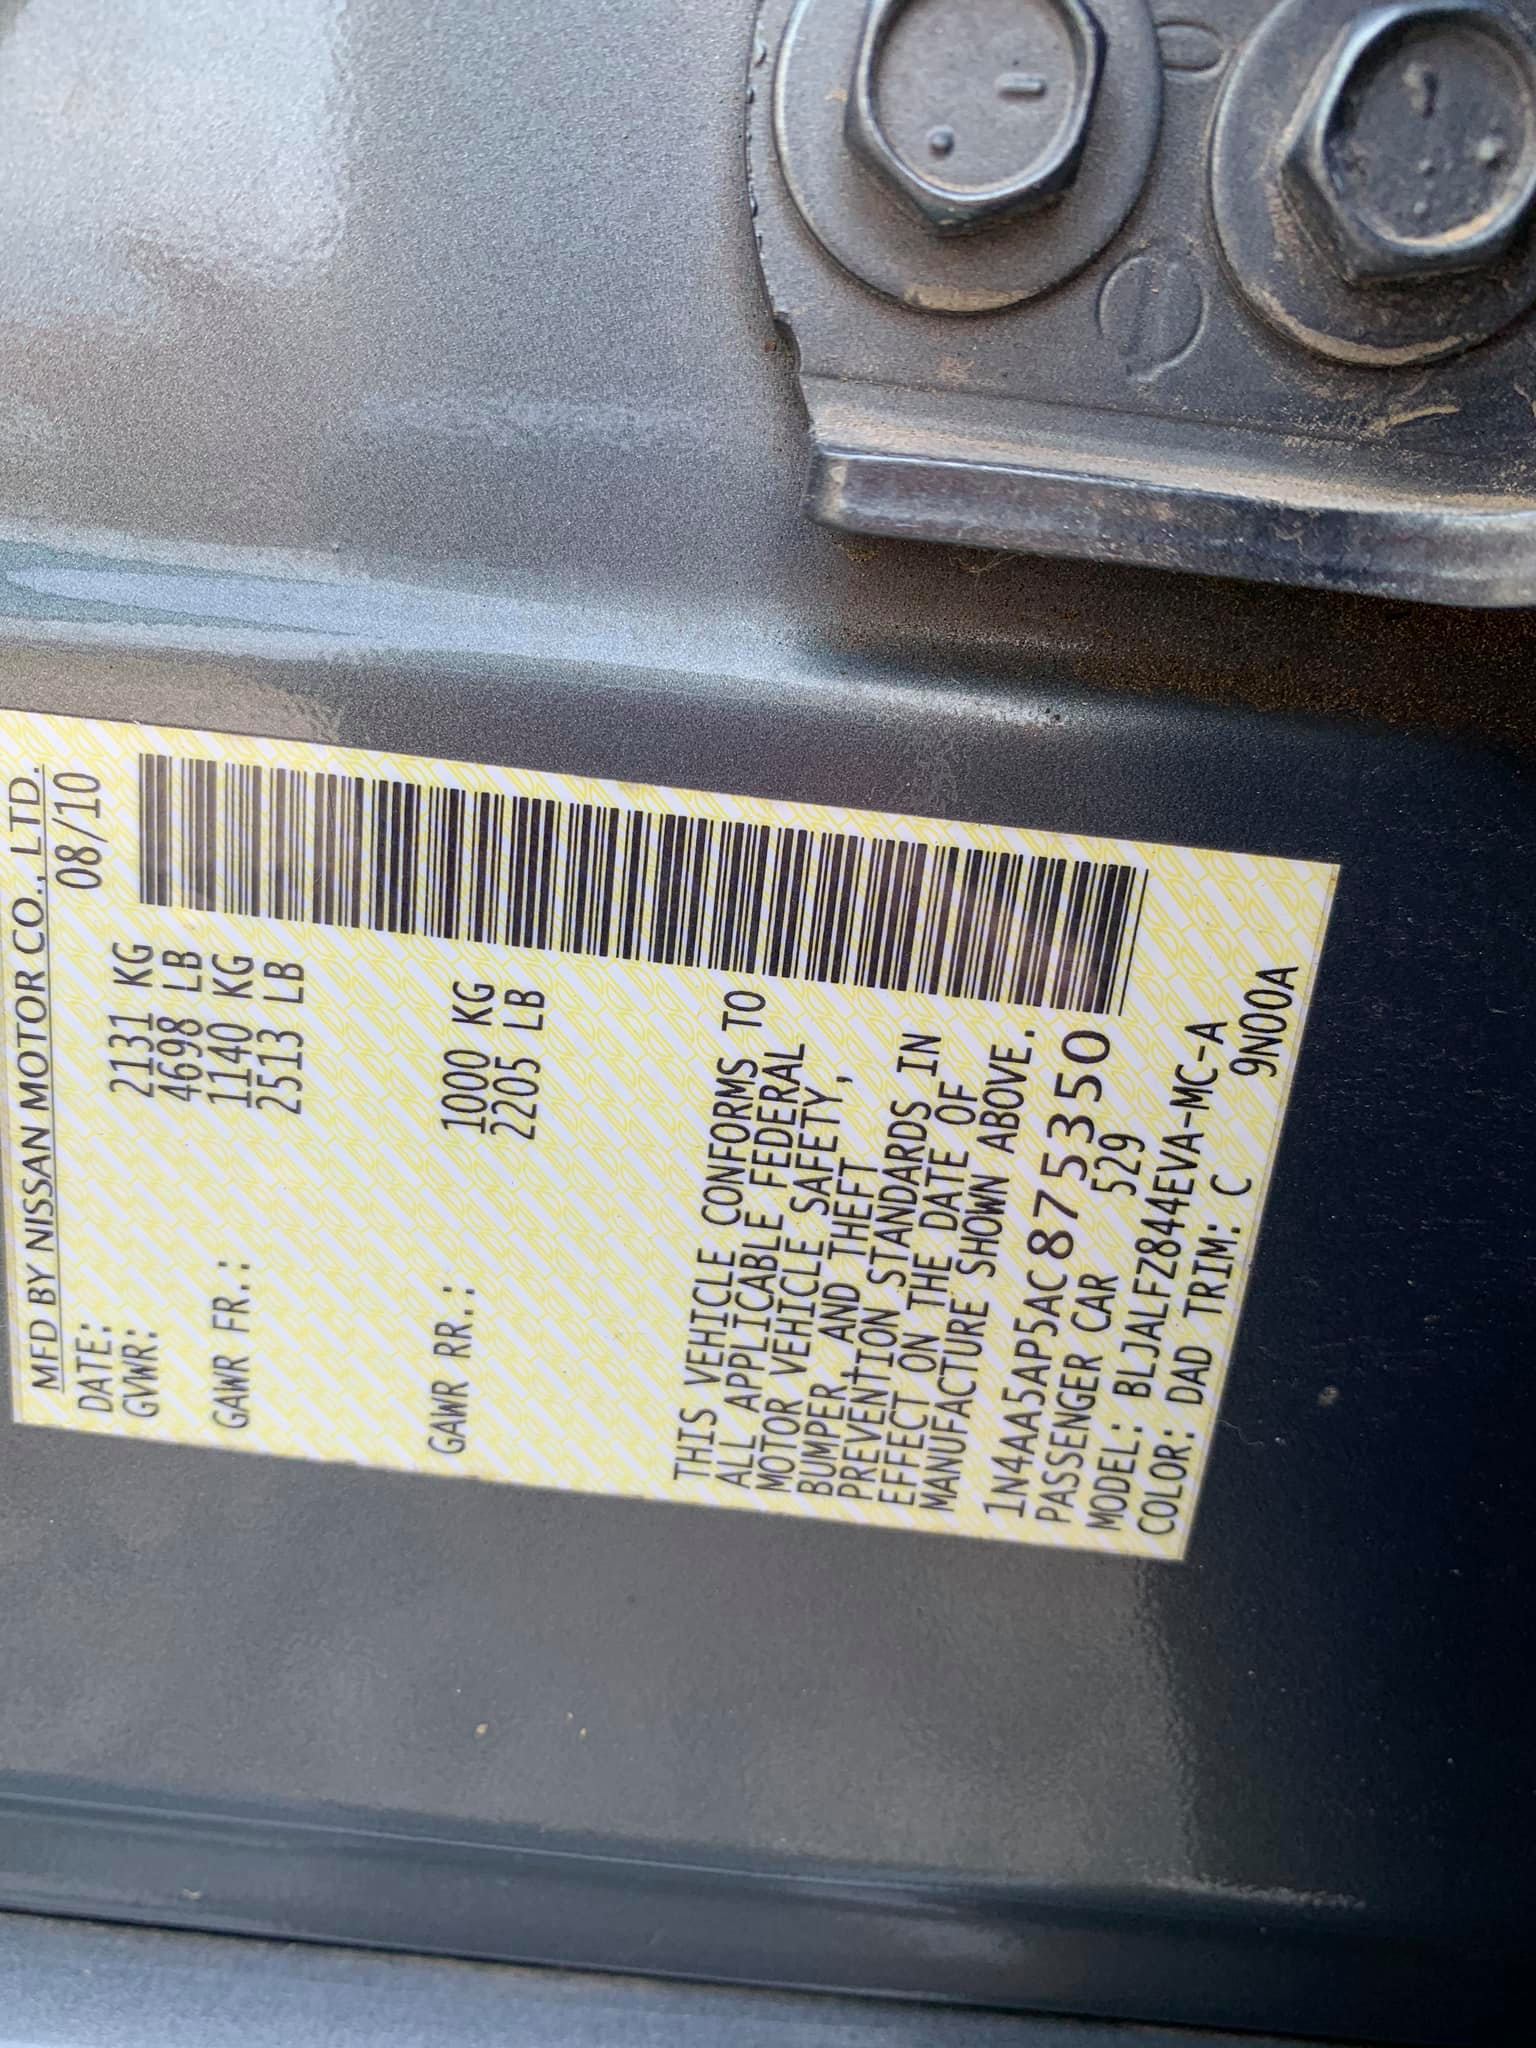 MFD BY NISSAN MOTOR CO., LTD.
DATE: 08/10
GVWR: 2131 KG
4698 LB
GAWR FR.: 1140 KG
2513 LB
GAWR RR.: 1000 KG
2205 LB
THIS VEHICLE CONFORMS TO
ALL APPLICABLE FEDERAL
MOTOR VEHICLE SAFETY,
BUMPER, AND THEFT
PREVENTION STANDARDS IN
EFFECT ON THE DATE OF
MANUFACTURE SHOWN ABOVE.
1N4AA5AP5AC875350
PASSENGER CAR 529
MODEL: BLJALFZ844EVA-MC-A
COLOR: DAD TRIM: C 9N00A